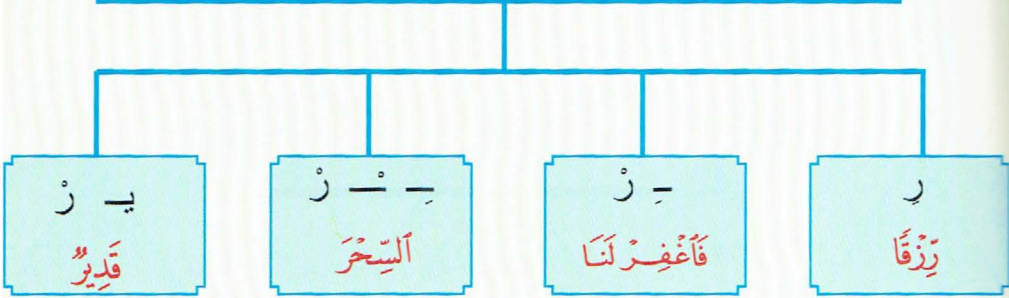 رِ
رِّزْقًا
ـِ رْ
فَٱغْفِرْ لَنَا
ـِ ـْ رْ
ٱلسِّحْرَ
يـ رْ
قَدِيرٌ